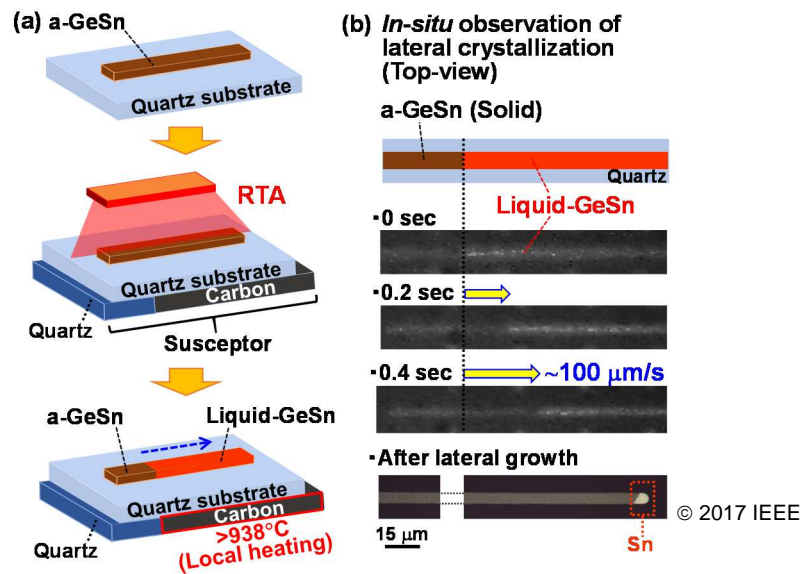 (a)
a-GeSn
Quartz substrate
RTA
Quartz substrate
Carbon
Quartz
Susceptor
a-GeSn
Liquid-GeSn
Quartz substrate
Carbon
Quartz
>938°C
(Local heating)
(b) In-situ observation of
lateral crystallization
(Top-view)
a-GeSn (Solid)
Quartz
Liquid-GeSn
·0 sec
·0.2 sec
·0.4 sec
~100 µm/s
·After lateral growth
15 µm
Sn
© 2017 IEEE